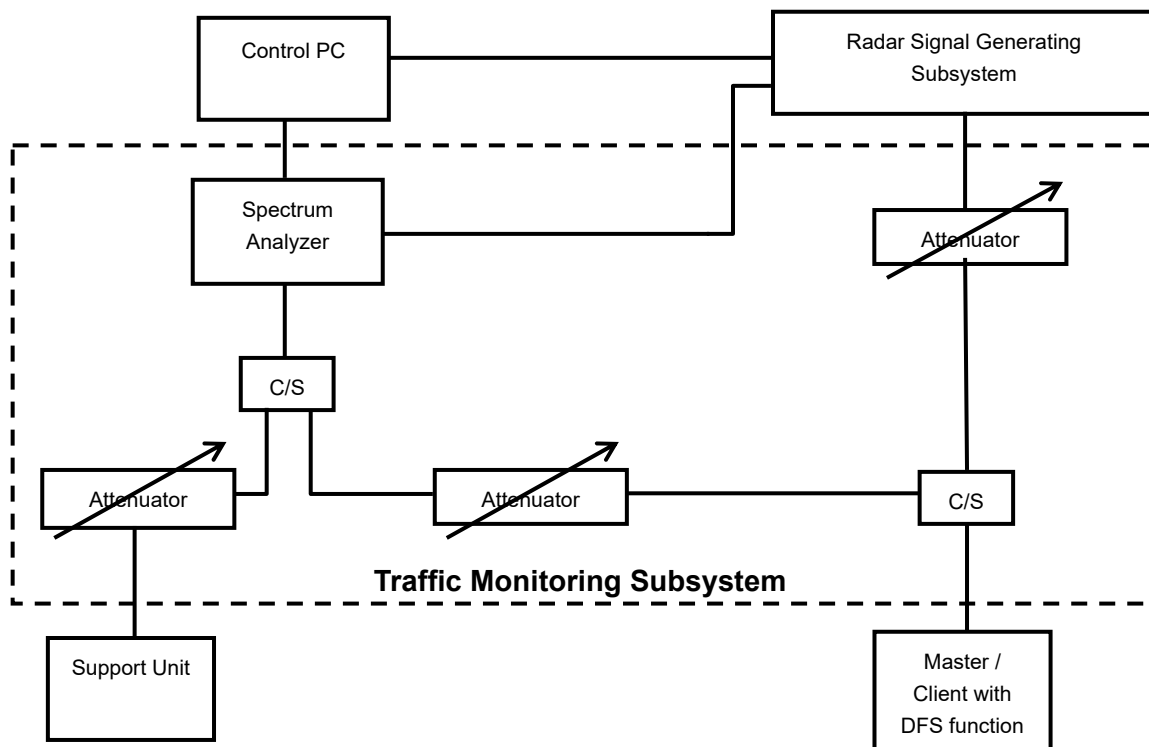 Control PC
Radar Signal Generating
Subsystem
Spectrum
Analyzer
Attenuator
C/S
Attenuator
Attenuator
C/S
Traffic Monitoring Subsystem
Support Unit
Master /
Client with
DFS function